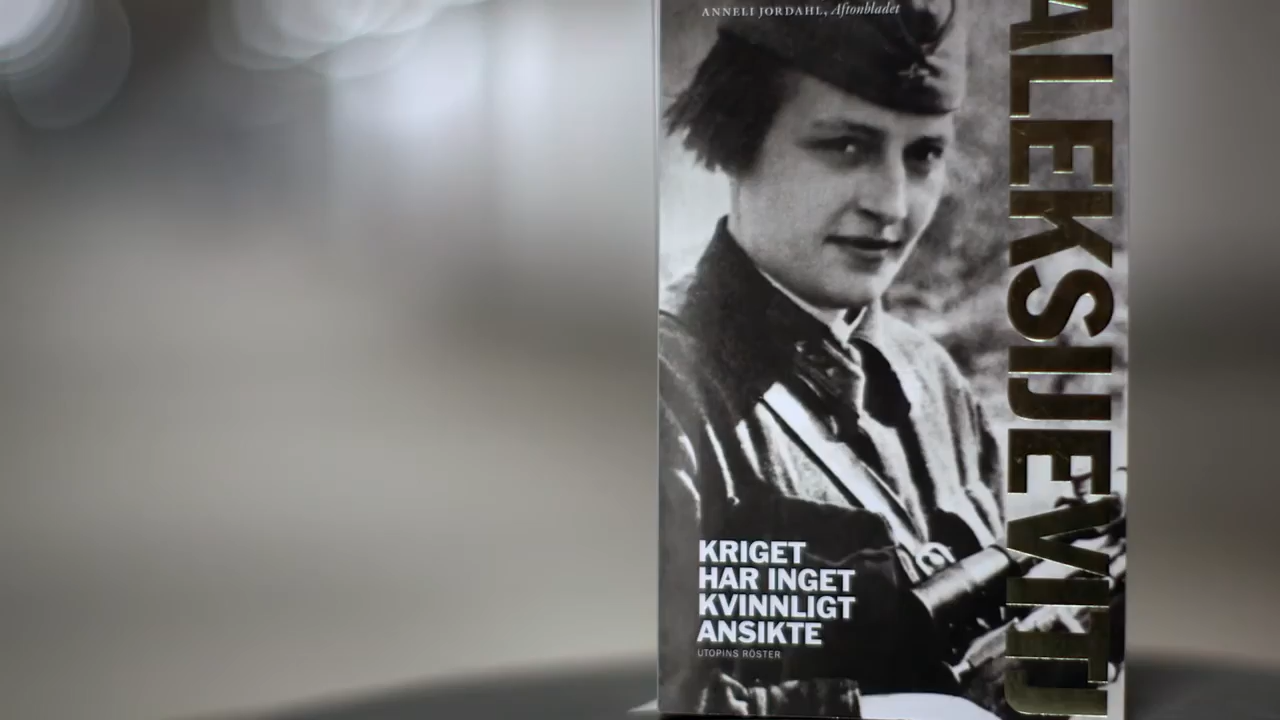 ANNELI JORDAHL, Aftonbladet
ALEKSIJEVITJ
KRIGET
HAR INGET
KVINNLIGT
ANSIKTE
UTOPINS RÖSTER